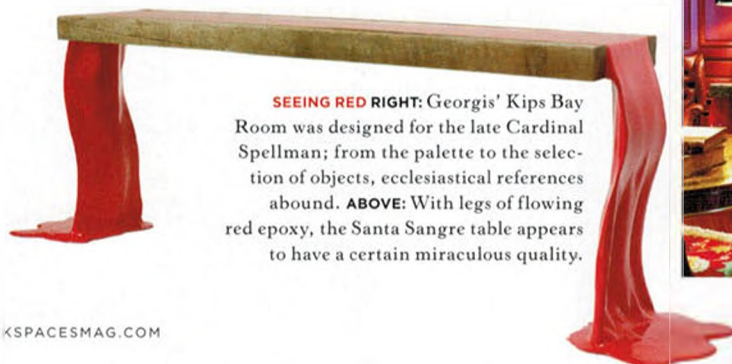 SEEING RED RIGHT: Georgis’ Kips Bay
Room was designed for the late Cardinal
Spellman; from the palette to the selec-
tion of objects, ecclesiastical references
abound. ABOVE: With legs of flowing
red epoxy, the Santa Sangre table appears
to have a certain miraculous quality.
KSPACESMAG.COM